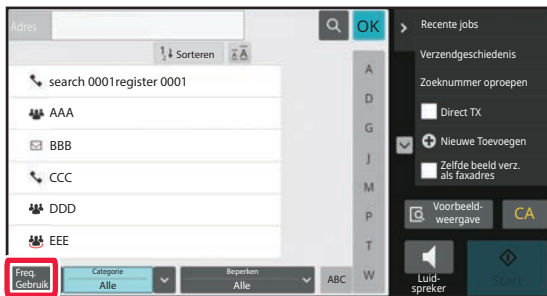 Adres
OK
Sorteren
search 0001register 0001
AAA
BBB
CCC
DDD
EEE
A
D
G
J
M
P
T
W
Freq.
Gebruik
Categorie
Alle
Beperken
Alle
ABC
Recente jobs
Verzendgeschiedenis
Zoeknummer oproepen
Direct TX
Nieuwe Toevoegen
Zelfde beeld verz.
als faxadres
Voorbeeld-
weergave
CA
Luid-
spreker
Start